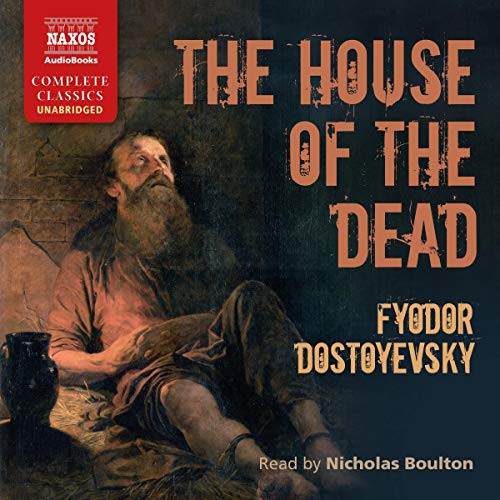 NAXOS
AudioBooks
COMPLETE
CLASSICS
UNABRIDGED
THE HOUSE
OF THE
DEAD
FYODOR
DOSTOYEVSKY
Read by Nicholas Boulton